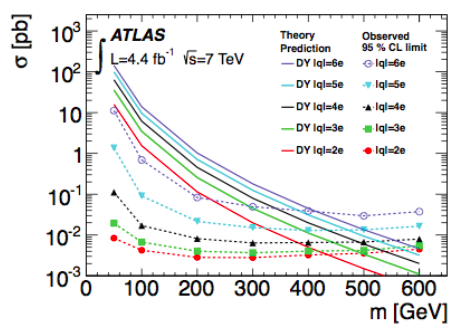 σ [pb]
10³
10²
10
1
10⁻¹
10⁻²
10⁻³
∫ ATLAS
L=4.4 fb⁻¹ √s=7 TeV
Theory Prediction
DY |q|=6e
DY |q|=5e
DY |q|=4e
DY |q|=3e
DY |q|=2e
Observed 95 % CL limit
|q|=6e
|q|=5e
|q|=4e
|q|=3e
|q|=2e
0 100 200 300 400 500 600
m [GeV]